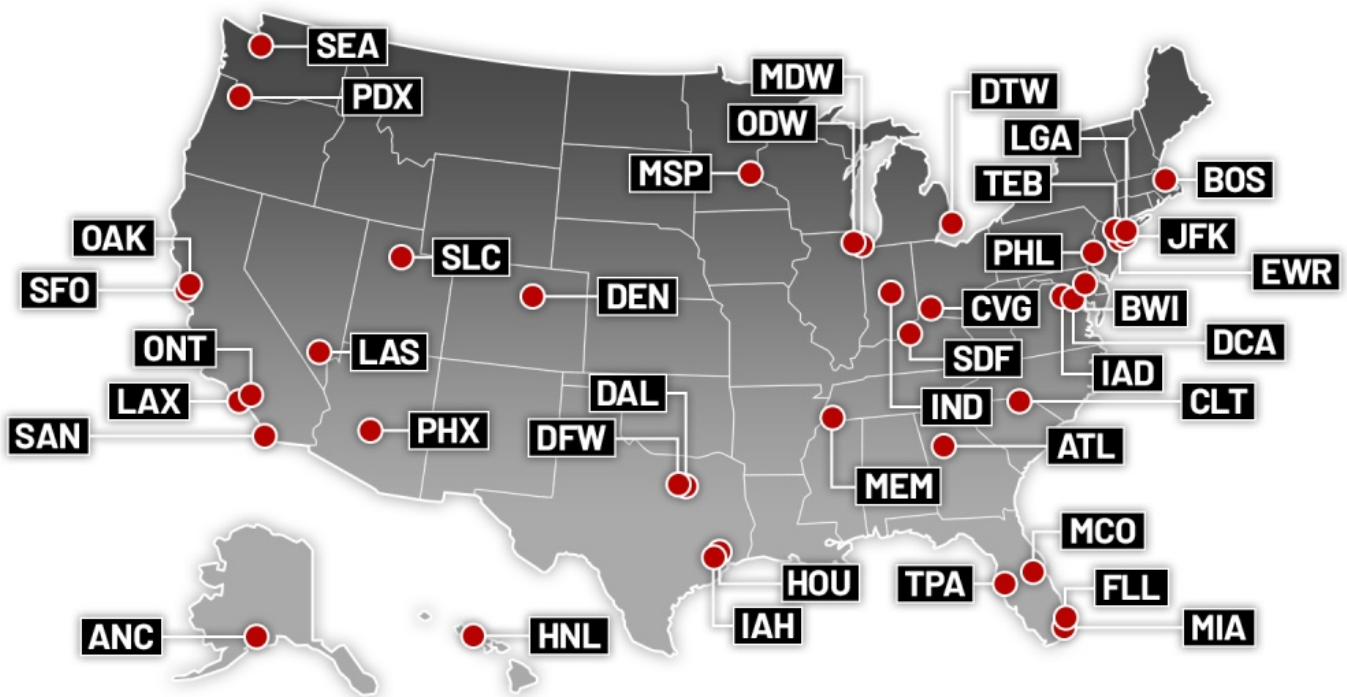 SEA
PDX
MDW
DTW
ODW
LGA
MSP
TEB
BOS
OAK
SLC
PHL
JFK
SFO
DEN
EWR
CVG
BWI
ONT
LAS
SDF
DCA
LAX
DAL
IAD
IND
CLT
SAN
PHX
DFW
ATL
MEM
MCO
HOU
TPA
FLL
IAH
ANC
HNL
MIA